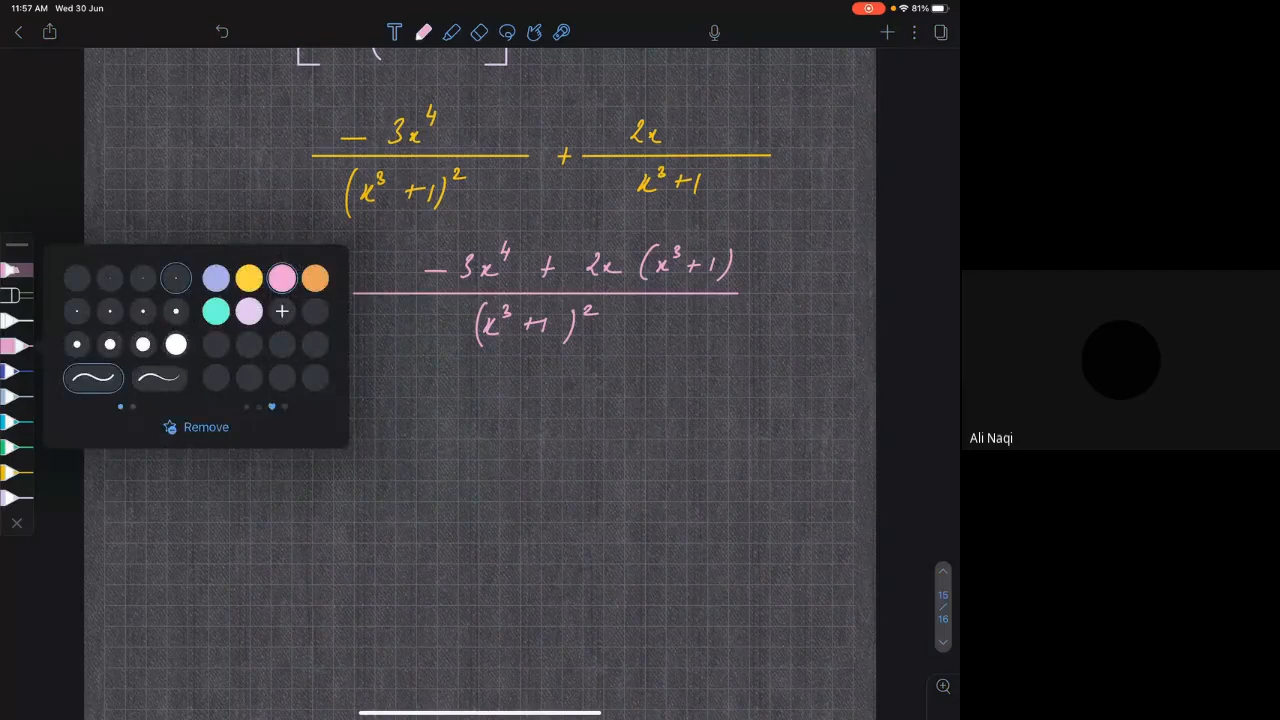 11:57 AM Wed 30 Jun
81%
T
- 3x⁴ / (x³ + 1)² + 2x / x³ + 1
- 3x⁴ + 2x (x³ + 1) / (x³ + 1)²
Remove
Ali Naqi
15
/
16